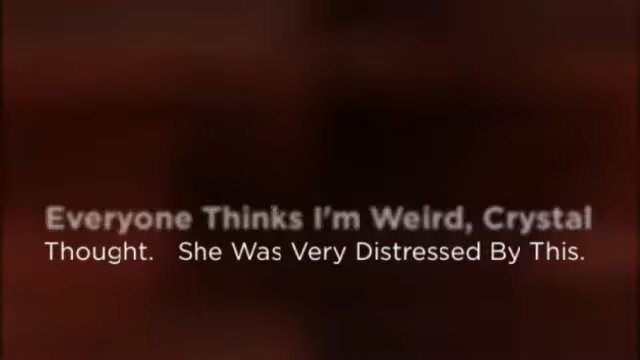 Everyone Thinks I'm Weird, Crystal
Thought. She Was Very Distressed By This.